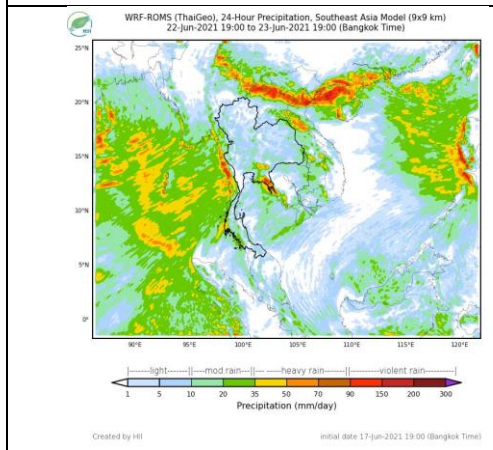 HII
WRF-ROMS (ThaiGeo), 24-Hour Precipitation, Southeast Asia Model (9x9 km)
22-Jun-2021 19:00 to 23-Jun-2021 19:00 (Bangkok Time)
25°N
20°N
15°N
10°N
5°N
0°
90°E 95°E 100°E 105°E 110°E 115°E 120°E
|-------light-------||----mod rain---||--- -----heavy rain------||-------violent rain----------|
1 5 10 20 35 50 70 90 150 200 300
Precipitation (mm/day)
Created by HII initial date 17-Jun-2021 19:00 (Bangkok Time)